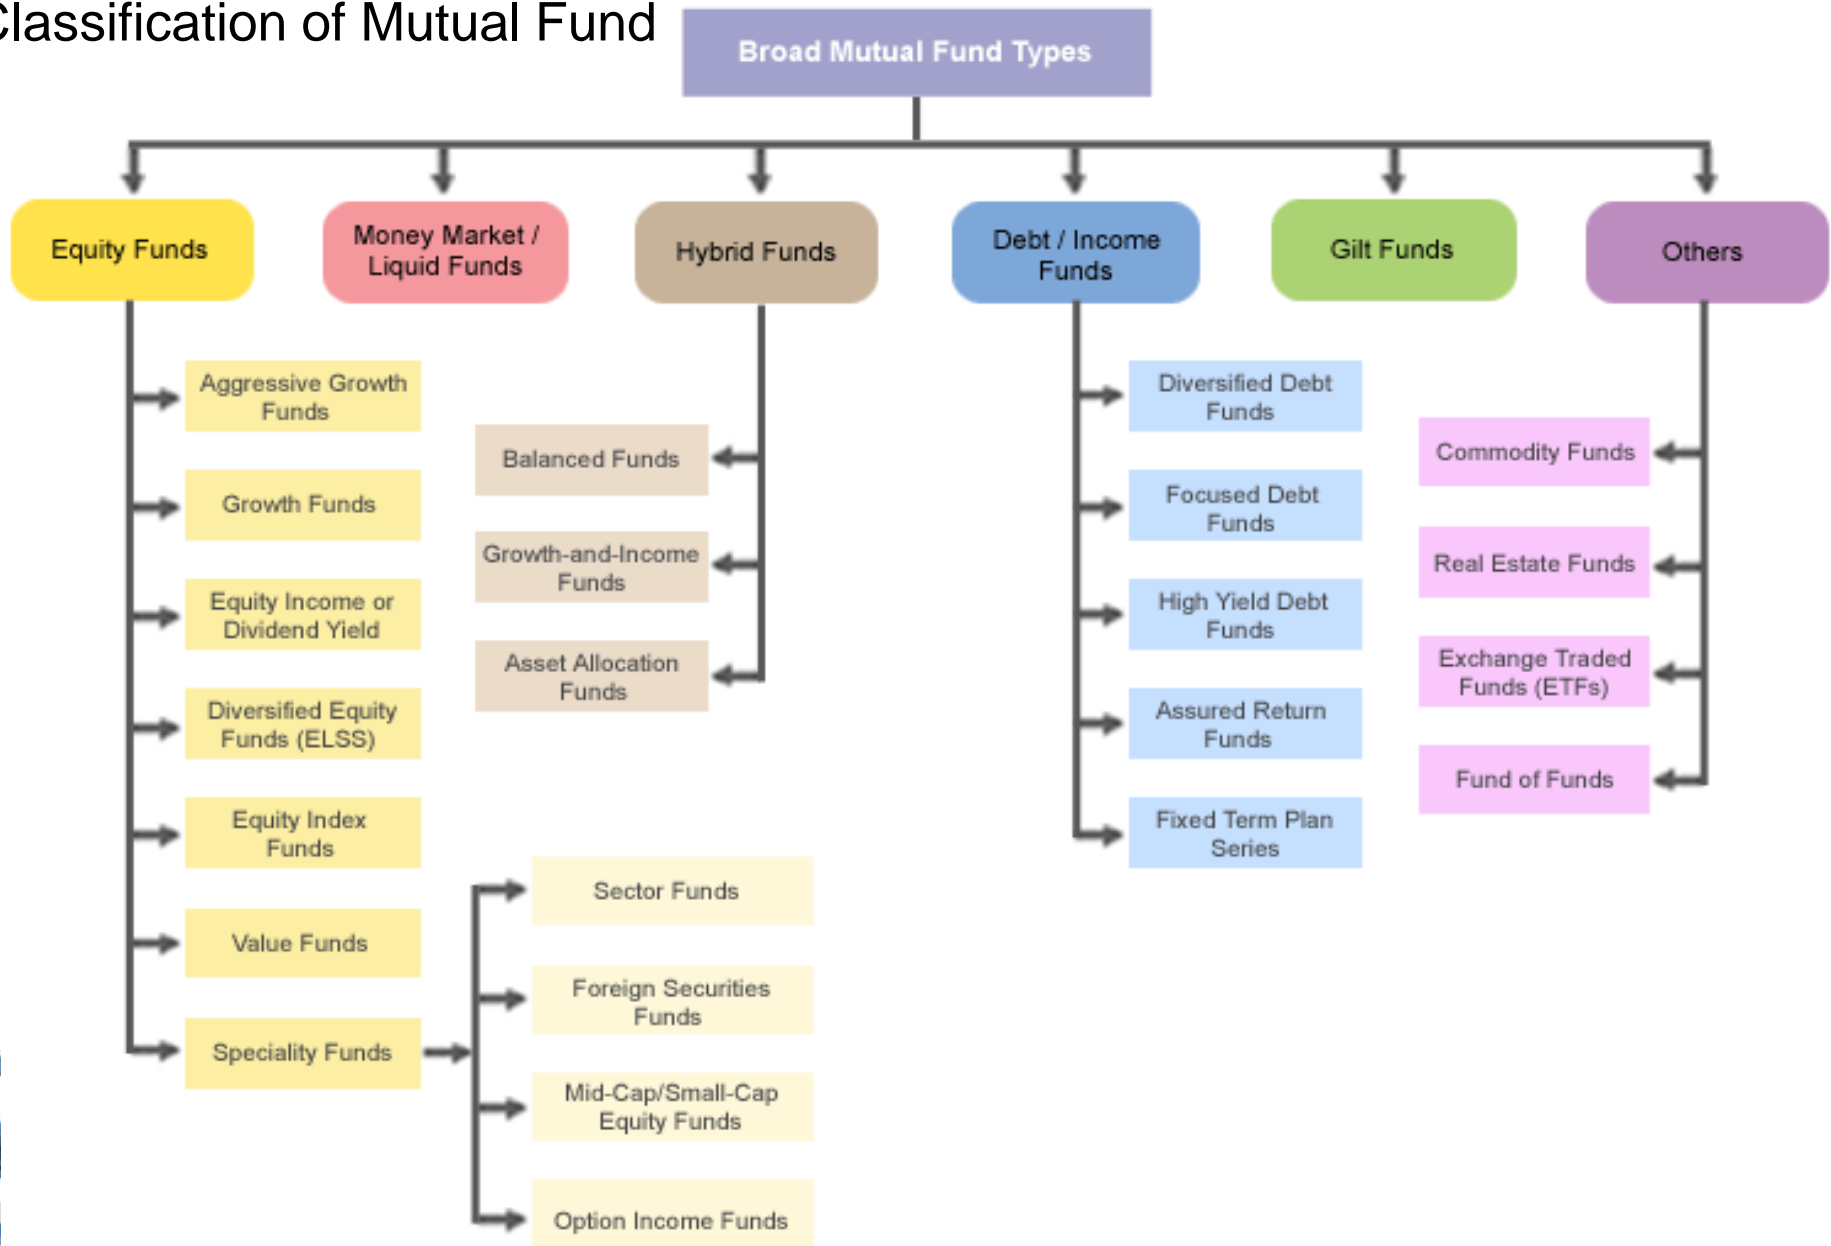 Classification of Mutual Fund
Broad Mutual Fund Types
Equity Funds
Money Market /
Liquid Funds
Hybrid Funds
Debt / Income
Funds
Gilt Funds
Others
Aggressive Growth
Funds
Growth Funds
Equity Income or
Dividend Yield
Diversified Equity
Funds (ELSS)
Equity Index
Funds
Value Funds
Speciality Funds
Sector Funds
Foreign Securities
Funds
Mid-Cap/Small-Cap
Equity Funds
Option Income Funds
Balanced Funds
Growth-and-Income
Funds
Asset Allocation
Funds
Diversified Debt
Funds
Focused Debt
Funds
High Yield Debt
Funds
Assured Return
Funds
Fixed Term Plan
Series
Commodity Funds
Real Estate Funds
Exchange Traded
Funds (ETFs)
Fund of Funds